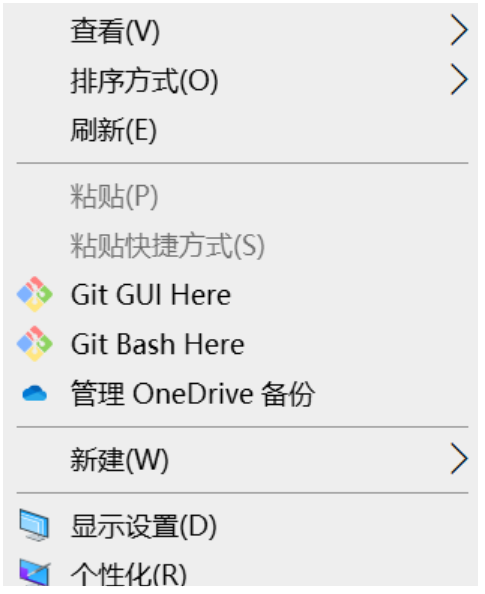 查看(V)
排序方式(O)
刷新(E)
粘贴(P)
粘贴快捷方式(S)
Git GUI Here
Git Bash Here
管理 OneDrive 备份
新建(W)
显示设置(D)
个性化(R)